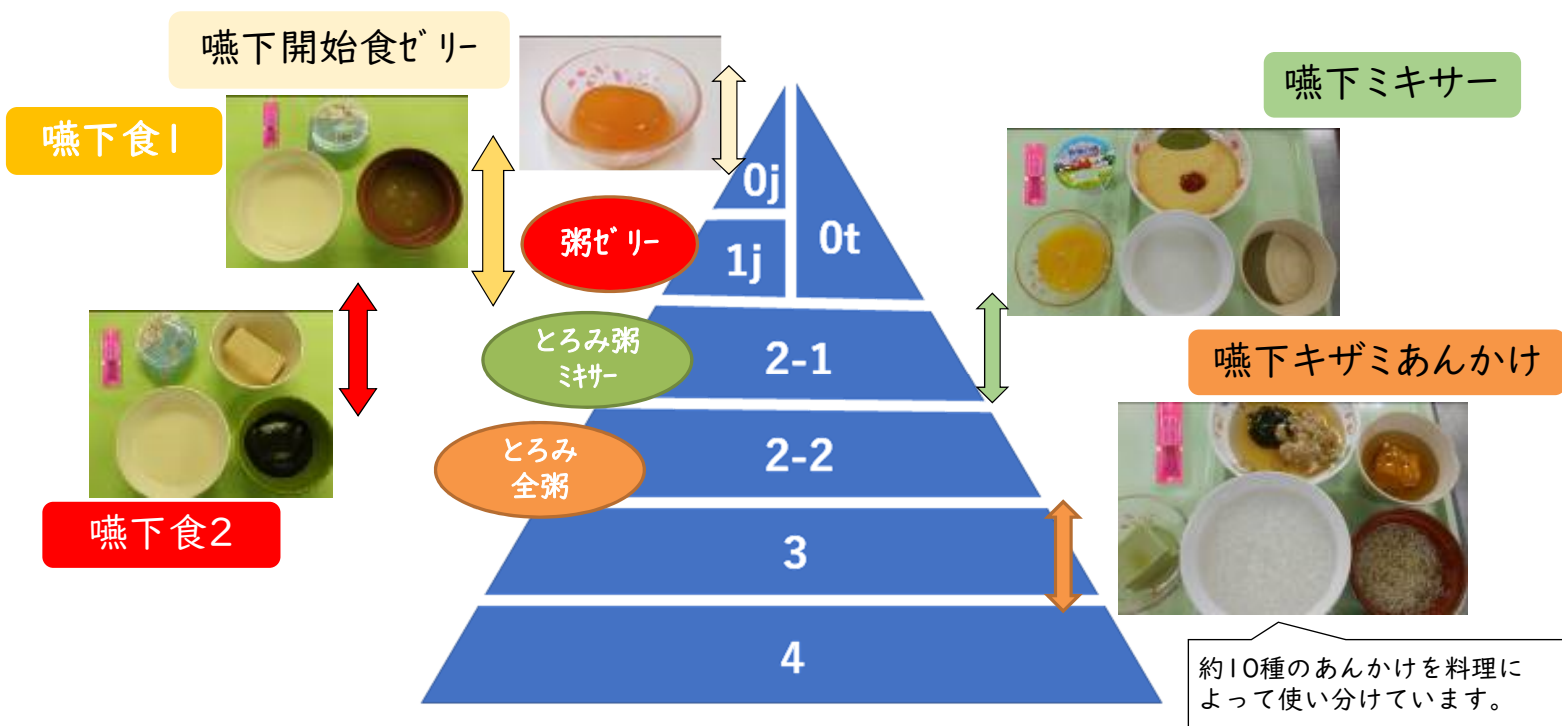 嚥下開始食ゼリー
嚥下食1
嚥下ミキサー
0j
0t
粥ゼリー
1j
とろみ粥
ミキサー
2-1
嚥下キザミあんかけ
とろみ
全粥
2-2
嚥下食2
3
4
約10種のあんかけを料理に
よって使い分けています。